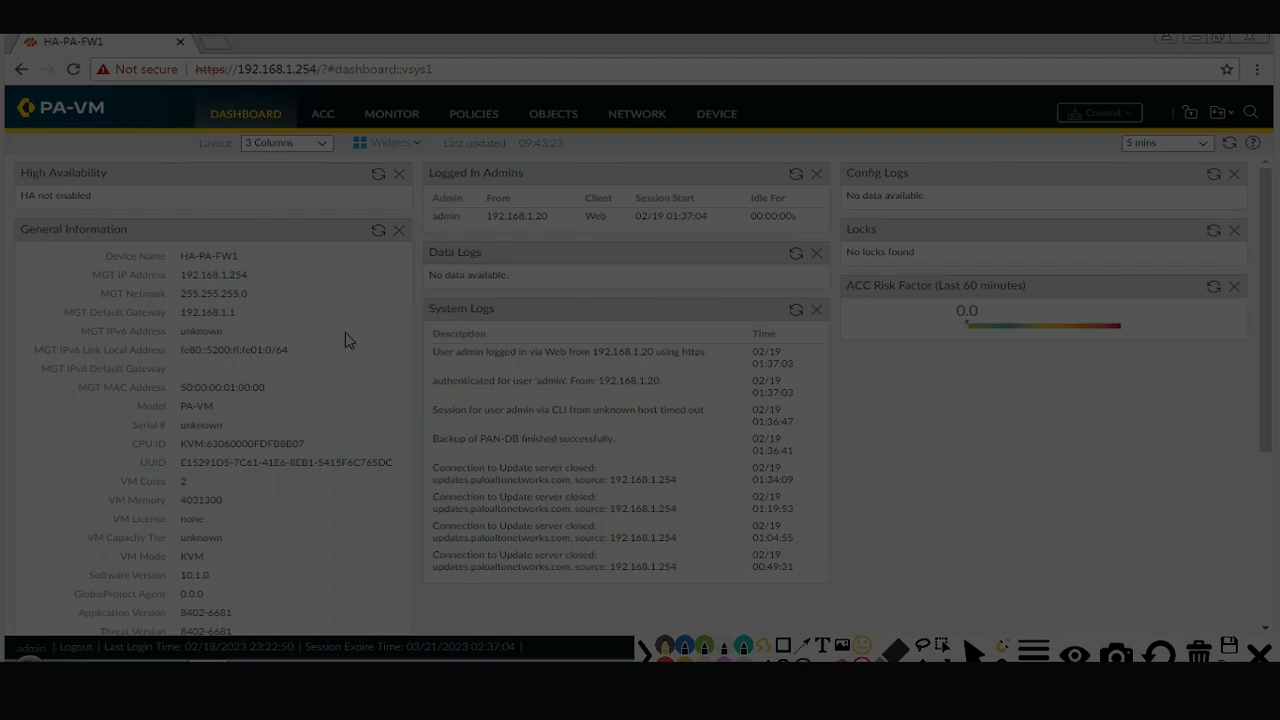 HA-PA-FW1
Not secure https://192.168.1.254/?#dashboard::vsys1
PA-VM DASHBOARD ACC MONITOR POLICIES OBJECTS NETWORK DEVICE Commit
Layout 3 Columns Widgets Last updated 09:43:23 5 mins
High Availability
HA not enabled
General Information
Device Name HA-PA-FW1
MGT IP Address 192.168.1.254
MGT Netmask 255.255.255.0
MGT Default Gateway 192.168.1.1
MGT IPv6 Address unknown
MGT IPv6 Link Local Address fe80::5200:ff:fe01:0/64
MGT IPv6 Default Gateway
MGT MAC Address 50:00:00:01:00:00
Model PA-VM
Serial # unknown
CPU ID KVM:63060000FDFB8B07
UUID E15291D5-7C61-41E6-8EB1-5415F6C765DC
VM Cores 2
VM Memory 4031300
VM License none
VM Capacity Tier unknown
VM Mode KVM
Software Version 10.1.0
GlobalProtect Agent 0.0.0
Application Version 8402-6681
Threat Version 8402-6681
Logged In Admins
Admin From Client Session Start Idle For
admin 192.168.1.20 Web 02/19 01:37:04 00:00:00s
Data Logs
No data available.
System Logs
Description Time
User admin logged in via Web from 192.168.1.20 using https 02/19
01:37:03
authenticated for user 'admin'. From: 192.168.1.20. 02/19
01:37:03
Session for user admin via CLI from unknown host timed out 02/19
01:36:47
Backup of PAN-DB finished successfully. 02/19
01:36:41
Connection to Update server closed: 02/19
updates.paloaltonetworks.com, source: 192.168.1.254 01:34:09
Connection to Update server closed: 02/19
updates.paloaltonetworks.com, source: 192.168.1.254 01:19:53
Connection to Update server closed: 02/19
updates.paloaltonetworks.com, source: 192.168.1.254 01:04:55
Connection to Update server closed: 02/19
updates.paloaltonetworks.com, source: 192.168.1.254 00:49:31
Config Logs
No data available.
Locks
No locks found
ACC Risk Factor (Last 60 minutes)
0.0
admin | Logout | Last Login Time: 02/18/2023 23:22:50 | Session Expire Time: 03/21/2023 02:37:04 |